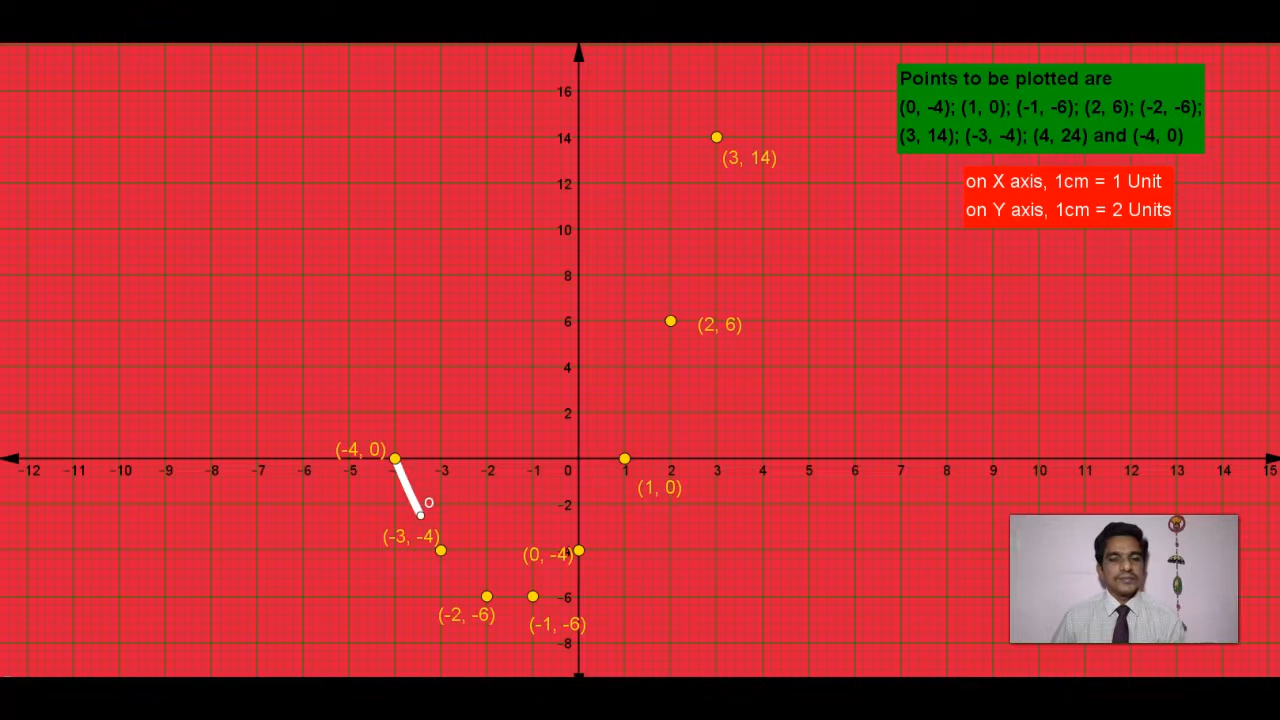 Points to be plotted are
(0, -4); (1, 0); (-1, -6); (2, 6); (-2, -6);
(3, 14); (-3, -4); (4, 24) and (-4, 0)
on X axis, 1cm = 1 Unit
on Y axis, 1cm = 2 Units
16
14
(3, 14)
12
10
8
6
(2, 6)
4
2
(-4, 0)
-12 -11 -10 -9 -8 -7 -6 -5 -3 -2 -1 0 1 2 3 4 5 6 7 8 9 10 11 12 13 14 15
(1, 0)
o
-2
(-3, -4)
(0, -4)
-6
(-2, -6)
(-1, -6)
-8